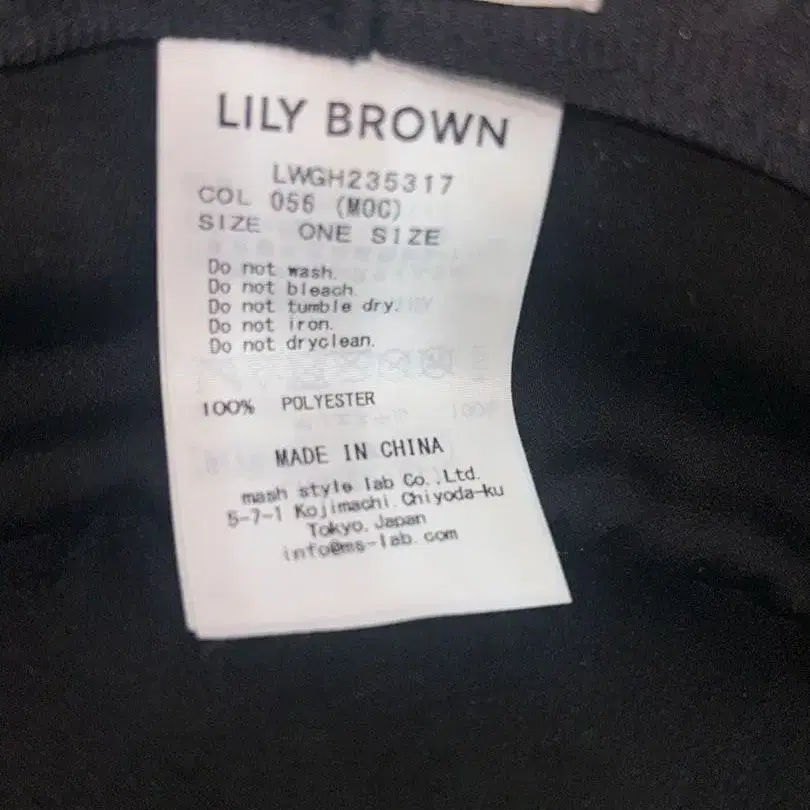 LILY BROWN
LWGH235317
COL 056 (MOC)
SIZE ONE SIZE
Do not wash.
Do not bleach.
Do not tumble dry.
Do not iron.
Do not dryclean.
100% POLYESTER
MADE IN CHINA
mash style lab Co.,Ltd.
5-7-1 Kojimachi Chiyoda-ku
Tokyo, Japan
info@ms-lab.com